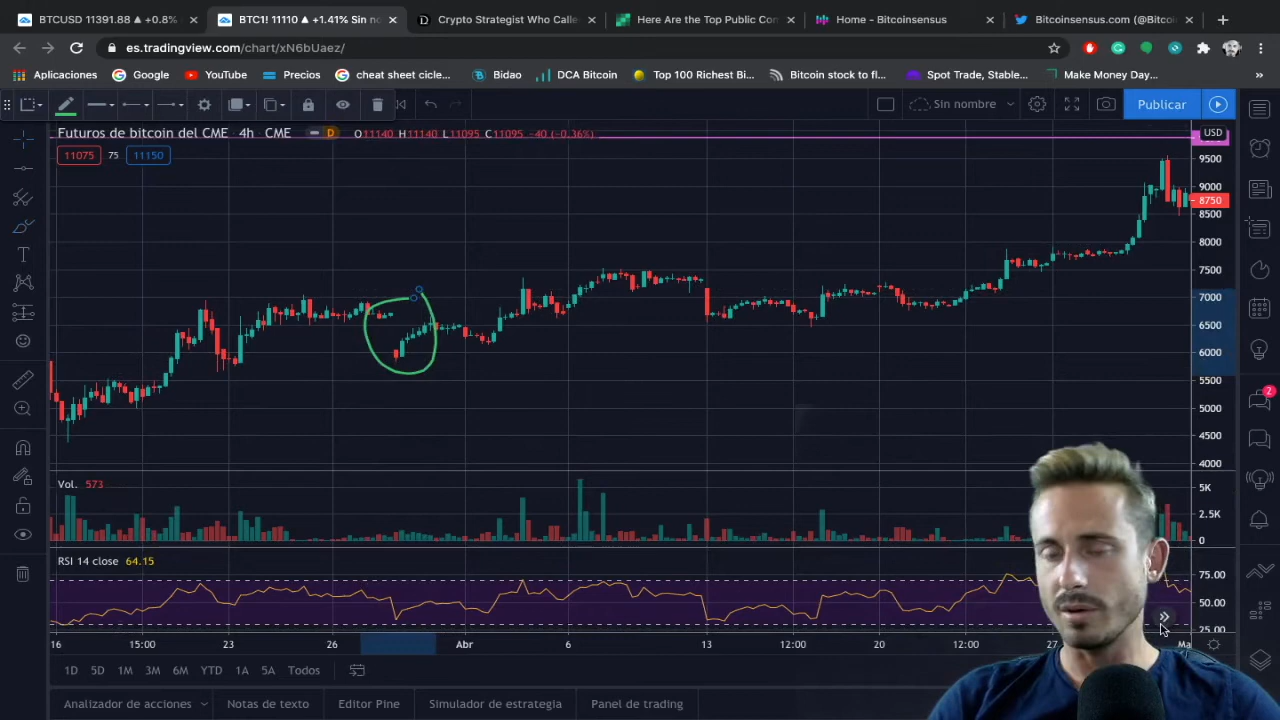 BTCUSD 11391.88 ▲ +0.8%
BTC1! 11110 ▲ +1.41% Sin no
Crypto Strategist Who Calle
Here Are the Top Public Com
Home - Bitcoinsensus
Bitcoinsensus.com (@Bitcoi
es.tradingview.com/chart/xN6bUaez/
Aplicaciones
Google
YouTube
Precios
cheat sheet cicle...
Bidao
DCA Bitcoin
Top 100 Richest Bi...
Bitcoin stock to fl...
Spot Trade, Stable...
Make Money Day...
»
Sin nombre
Publicar
Futuros de bitcoin del CME · 4h · CME
D
O11140 H11140 L11095 C11095 -40 (-0.36%)
USD
11075
75
11150
9500
9000
8750
8500
8000
7500
7000
6500
6000
5500
5000
4500
4000
2
Vol. 573
5K
2.5K
0
RSI 14 close 64.15
75.00
50.00
25.00
16
15:00
23
26
Abr
6
13
12:00
20
12:00
27
Ma
1D
5D
1M
3M
6M
YTD
1A
5A
Todos
Analizador de acciones
Notas de texto
Editor Pine
Simulador de estrategia
Panel de trading